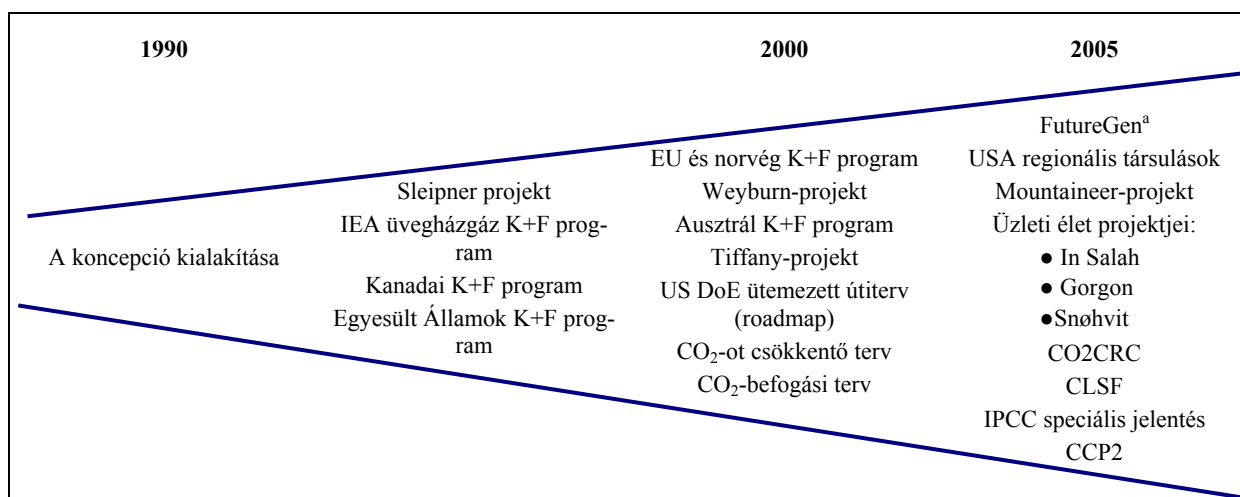 1990
2000
2005
A koncepció kialakítása
Sleipner projekt
IEA üvegházgáz K+F prog-
ram
Kanadai K+F program
Egyesült Államok K+F prog-
ram
EU és norvég K+F program
Weyburn-projekt
Ausztrál K+F program
Tiffany-projekt
US DoE ütemezett útiterv
(roadmap)
CO₂-ot csökkentő terv
CO₂-befogási terv
FutureGenᵃ
USA regionális társulások
Mountaineer-projekt
Üzleti élet projektjei:
● In Salah
● Gorgon
●Snøhvit
CO2CRC
CLSF
IPCC speciális jelentés
CCP2